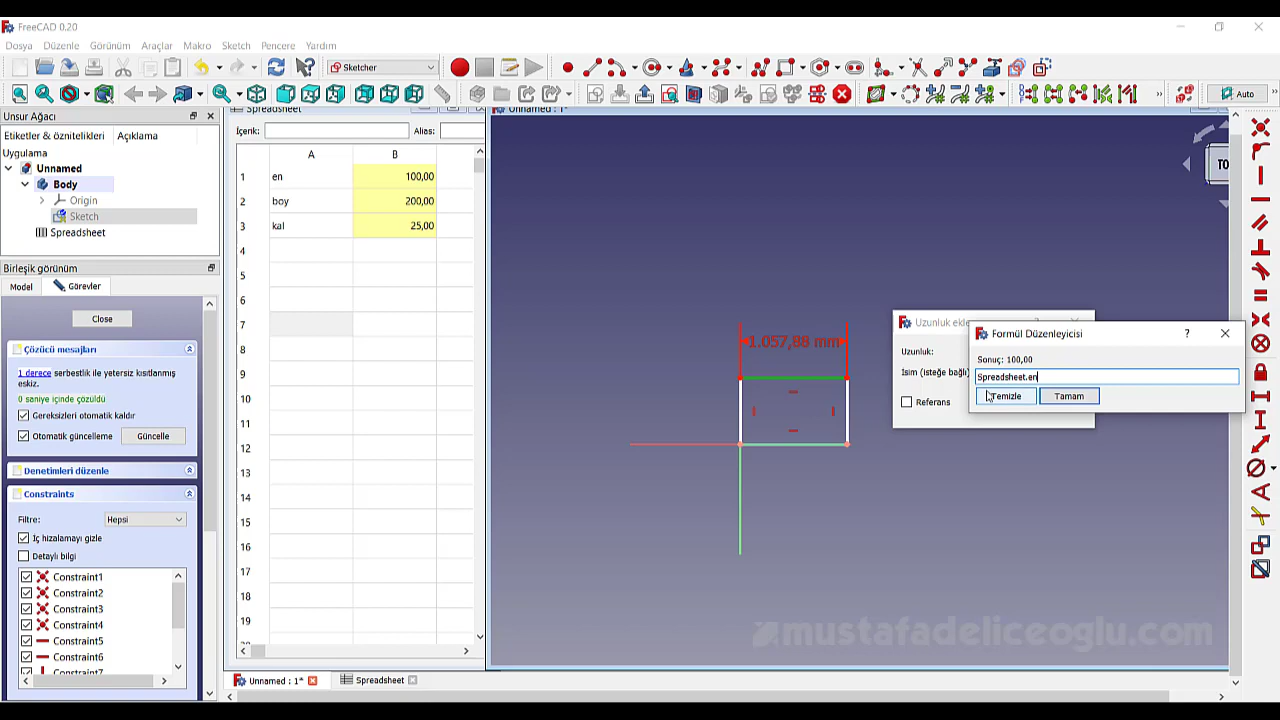 FreeCAD 0.20
Dosya Düzenle Görünüm Araçlar Makro Sketch Pencere Yardım
Sketcher
Auto
Unsur Ağacı
Etiketler & öznitelikleri Açıklama
Uygulama
Unnamed
Body
Origin
Sketch
Spreadsheet
Birleşik görünüm
Model Görevler
Close
Çözücü mesajları
1 derece serbestlik ile yetersiz kısıtlanmış
eskiz.
0 saniye içinde çözüldü
Gereksizleri otomatik kaldır
Otomatik güncelleme Güncelle
Denetimleri düzenle
Constraints
Filtre: Hepsi
İç hizalamayı gizle
Detaylı bilgi
Constraint1
Constraint2
Constraint3
Constraint4
Constraint5
Constraint6
Constraint7
Spreadsheet
İçerik: Alias:
A B
1 en 100,00
2 boy 200,00
3 kal 25,00
4
5
6
7
8
9
10
11
12
13
14
15
16
17
18
19
Unnamed : 1*
TO
1.057,88 mm
Uzunluk ekle
Uzunluk:
Isim (isteğe bağlı)
Referans
Formül Düzenleyicisi
?
Sonuç: 100,00
Spreadsheet.en
Temizle Tamam
mustafadeliceoglu.com
Unnamed : 1* Spreadsheet